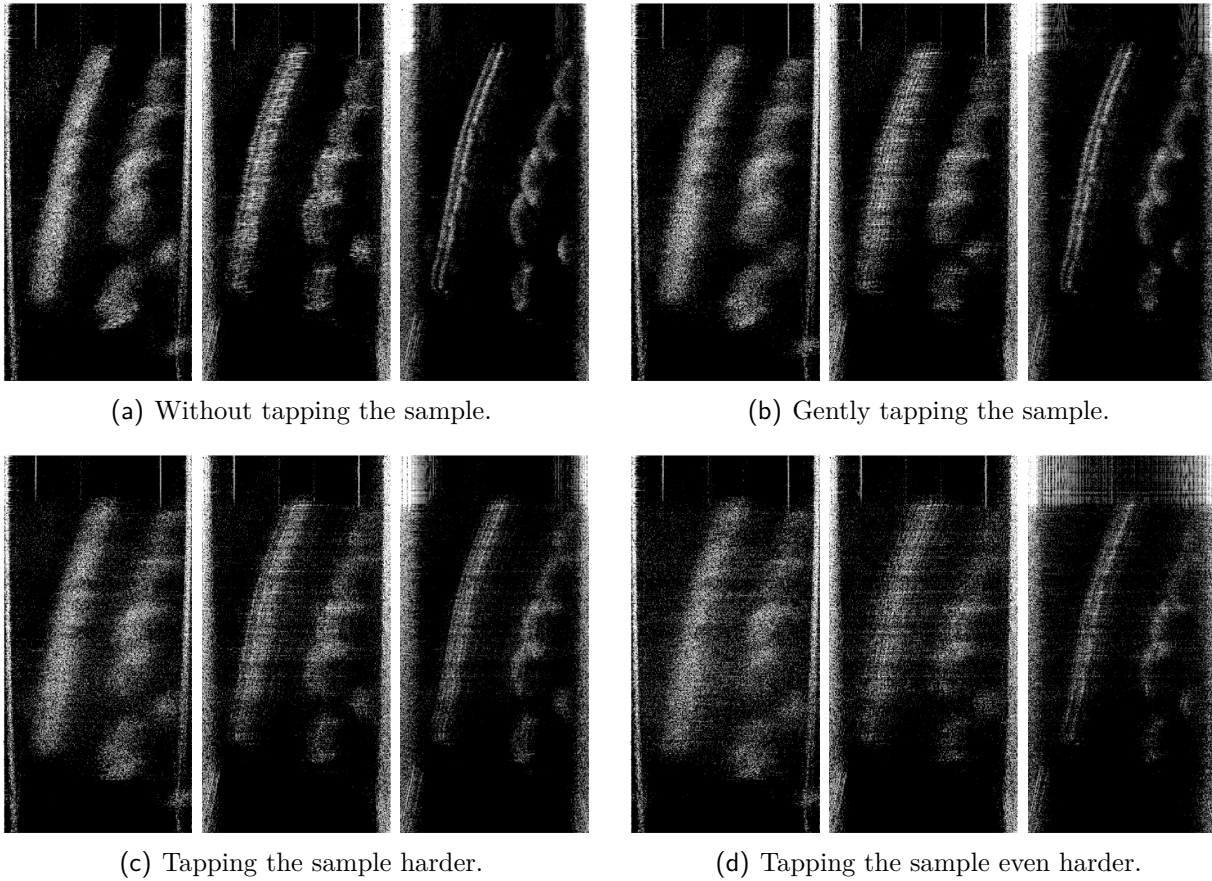 (a) Without tapping the sample.
(b) Gently tapping the sample.
(c) Tapping the sample harder.
(d) Tapping the sample even harder.